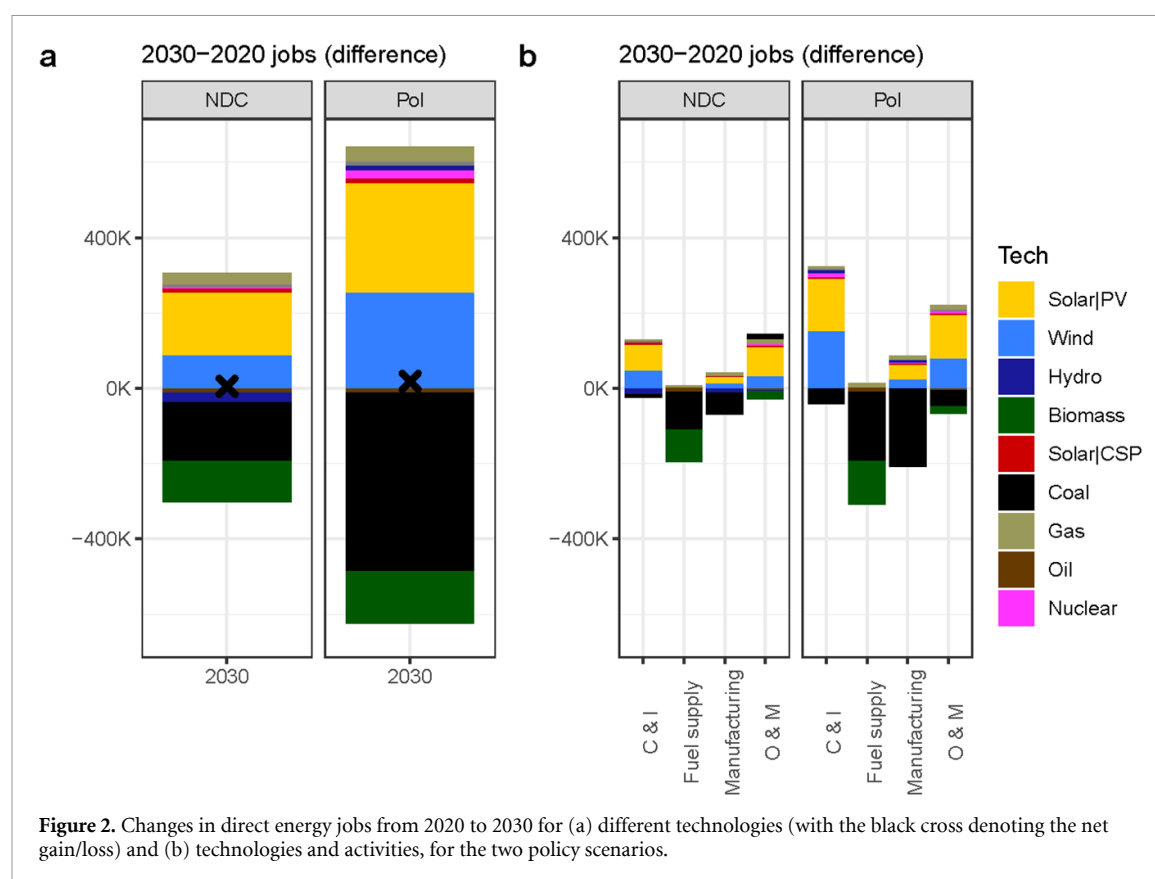 a
2030−2020 jobs (difference)
NDC
Pol
400K
0K
−400K
2030
2030
b
2030−2020 jobs (difference)
NDC
Pol
400K
0K
−400K
C & I
Fuel supply
Manufacturing
O & M
C & I
Fuel supply
Manufacturing
O & M
Tech
Solar|PV
Wind
Hydro
Biomass
Solar|CSP
Coal
Gas
Oil
Nuclear
Figure 2. Changes in direct energy jobs from 2020 to 2030 for (a) different technologies (with the black cross denoting the net
gain/loss) and (b) technologies and activities, for the two policy scenarios.